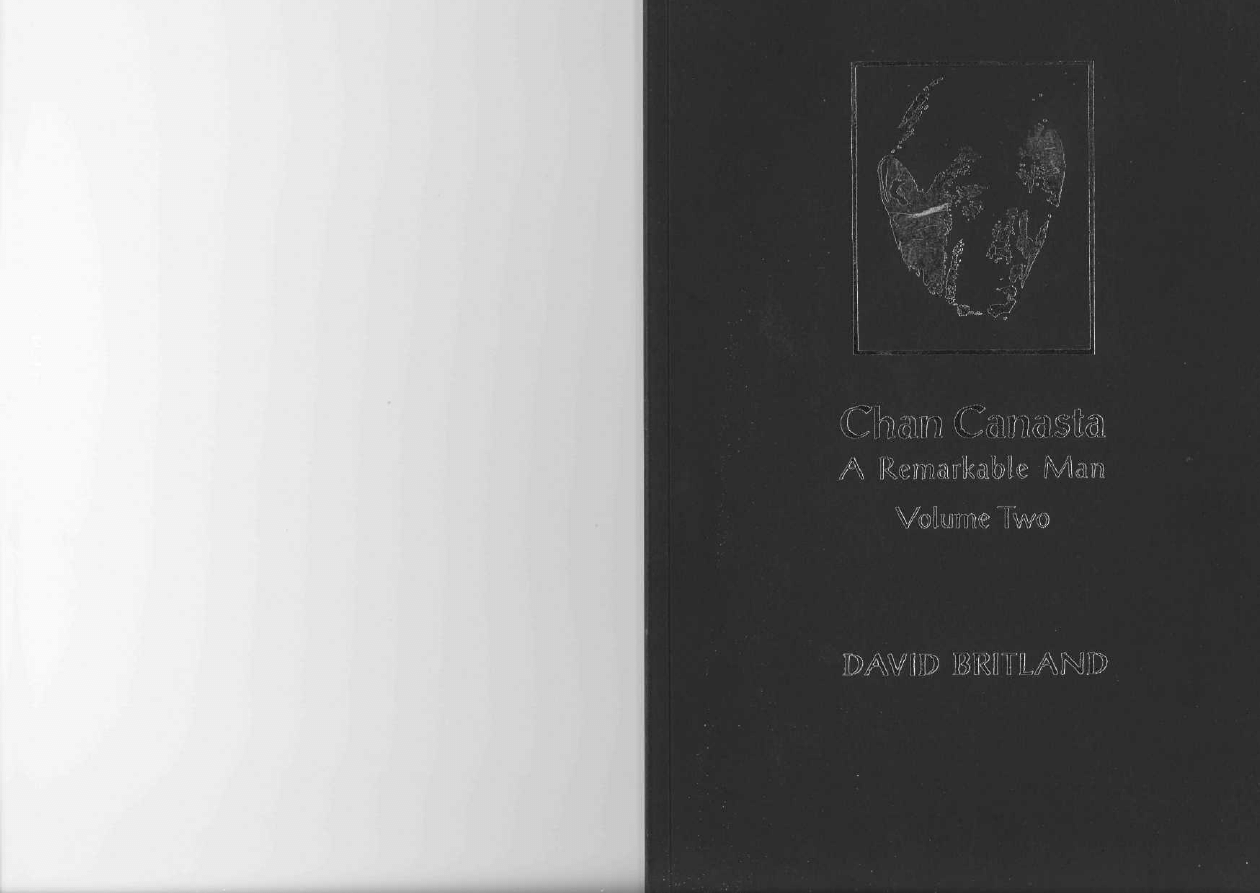 Chan Canasta
A Remarkable Man
Volume Two
DAVID BRITLAND